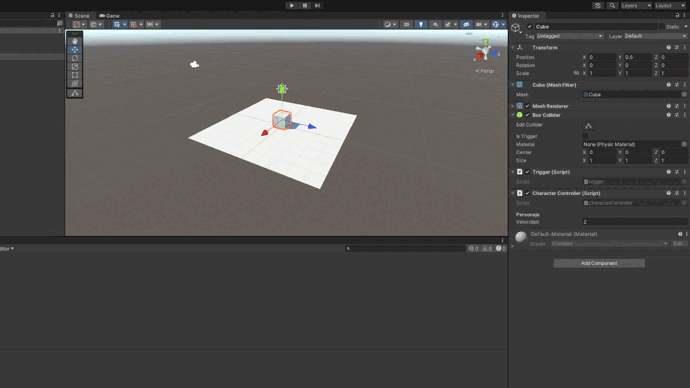 Layers
Layout
Scene
Game
2D
Persp
Inspector
Cube
Static
Tag Untagged
Layer Default
Transform
Position X 0 Y 0.5 Z 0
Rotation X 0 Y 0 Z 0
Scale X 1 Y 1 Z 1
Cube (Mesh Filter)
Mesh Cube
Mesh Renderer
Box Collider
Edit Collider
Is Trigger
Material None (Physic Material)
Center X 0 Y 0 Z 0
Size X 1 Y 1 Z 1
Trigger (Script)
Script
Character Controller (Script)
Script characterController
Personaje
Velocidad 2
Default-Material (Material)
Shader Standard Edit...
Add Component
0 0 0